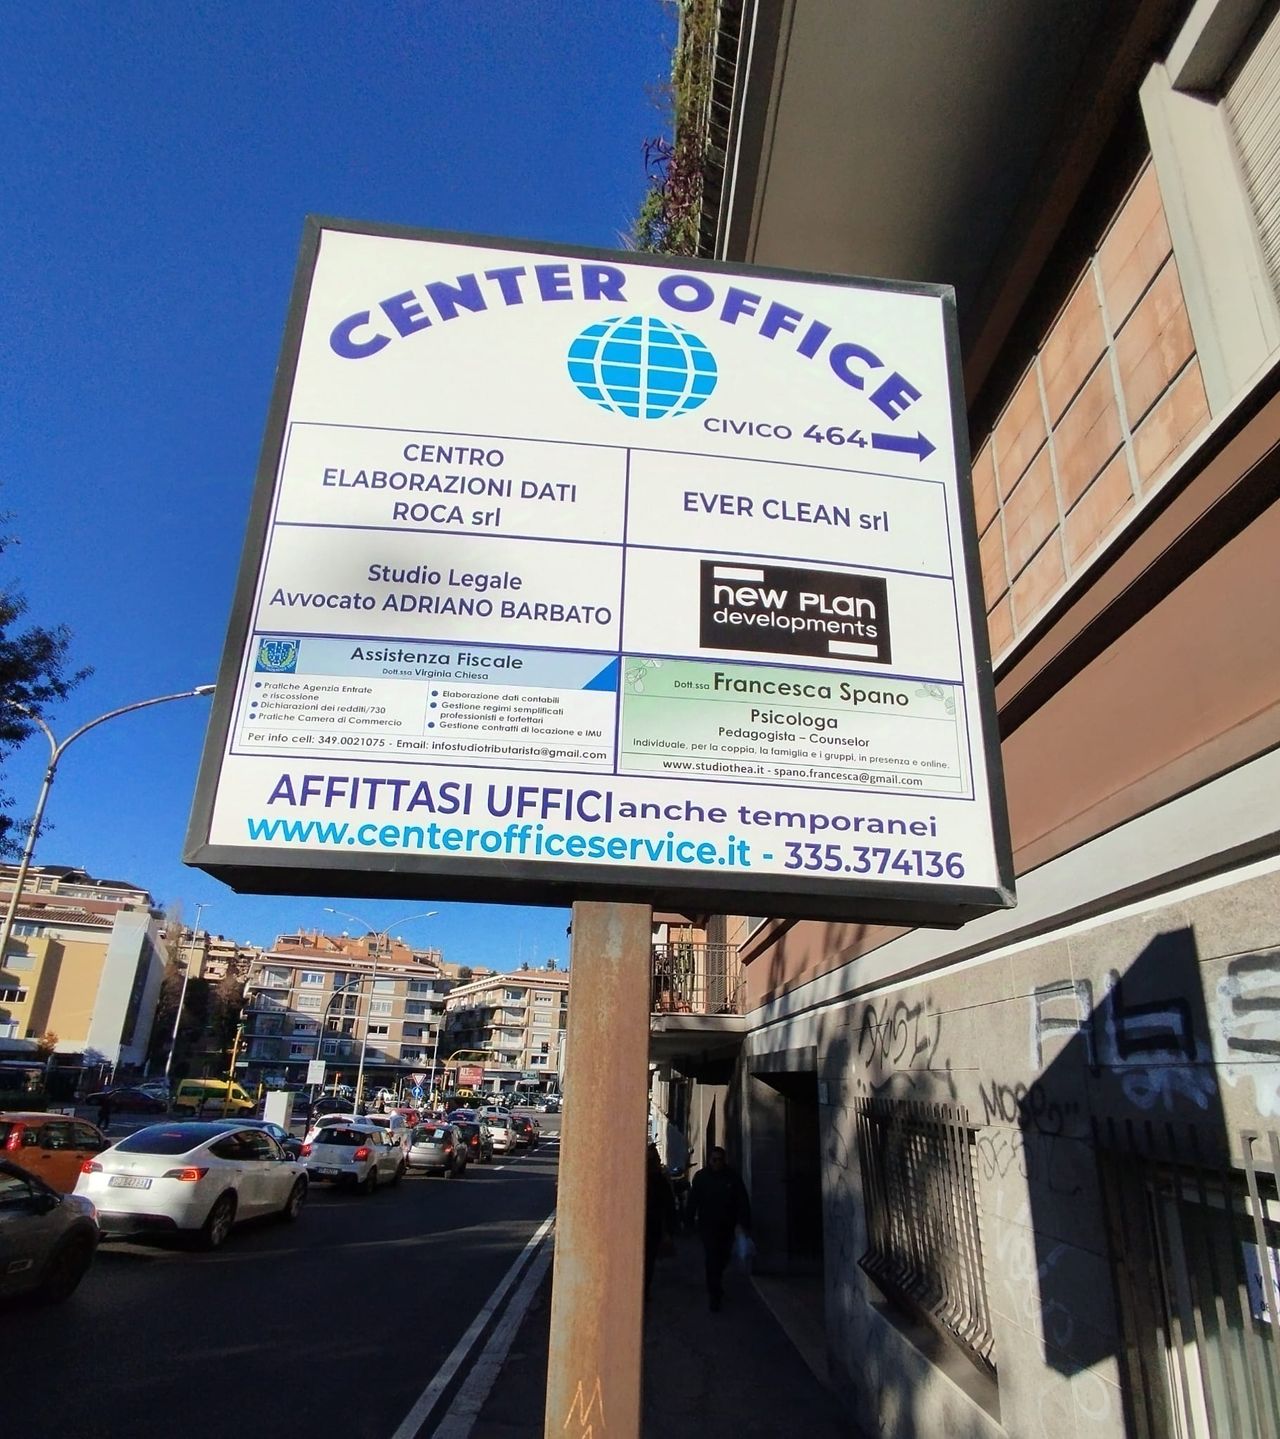 CENTER OFFICE
CIVICO 464
CENTRO
ELABORAZIONI DATI
ROCA srl
EVER CLEAN srl
Studio Legale
Avvocato ADRIANO BARBATO
new PLan
developments
Assistenza Fiscale
Dott.ssa Virginia Chiesa
Pratiche Agenzia Entrate
e riscossione
Dichiarazioni dei redditi/730
Pratiche Camera di Commercio
Elaborazione dati contabili
Gestione regimi semplificati
professionisti e forfettari
Gestione contratti di locazione e IMU
Per info cell: 349.0021075 - Email: infostudiotributarista@gmail.com
Dott.ssa Francesca Spano
Psicologa
Pedagogista – Counselor
Individuale, per la coppia, la famiglia e i gruppi, in presenza e online.
www.studiothea.it - spano.francesca@gmail.com
AFFITTASI UFFICI anche temporanei
www.centerofficeservice.it - 335.374136